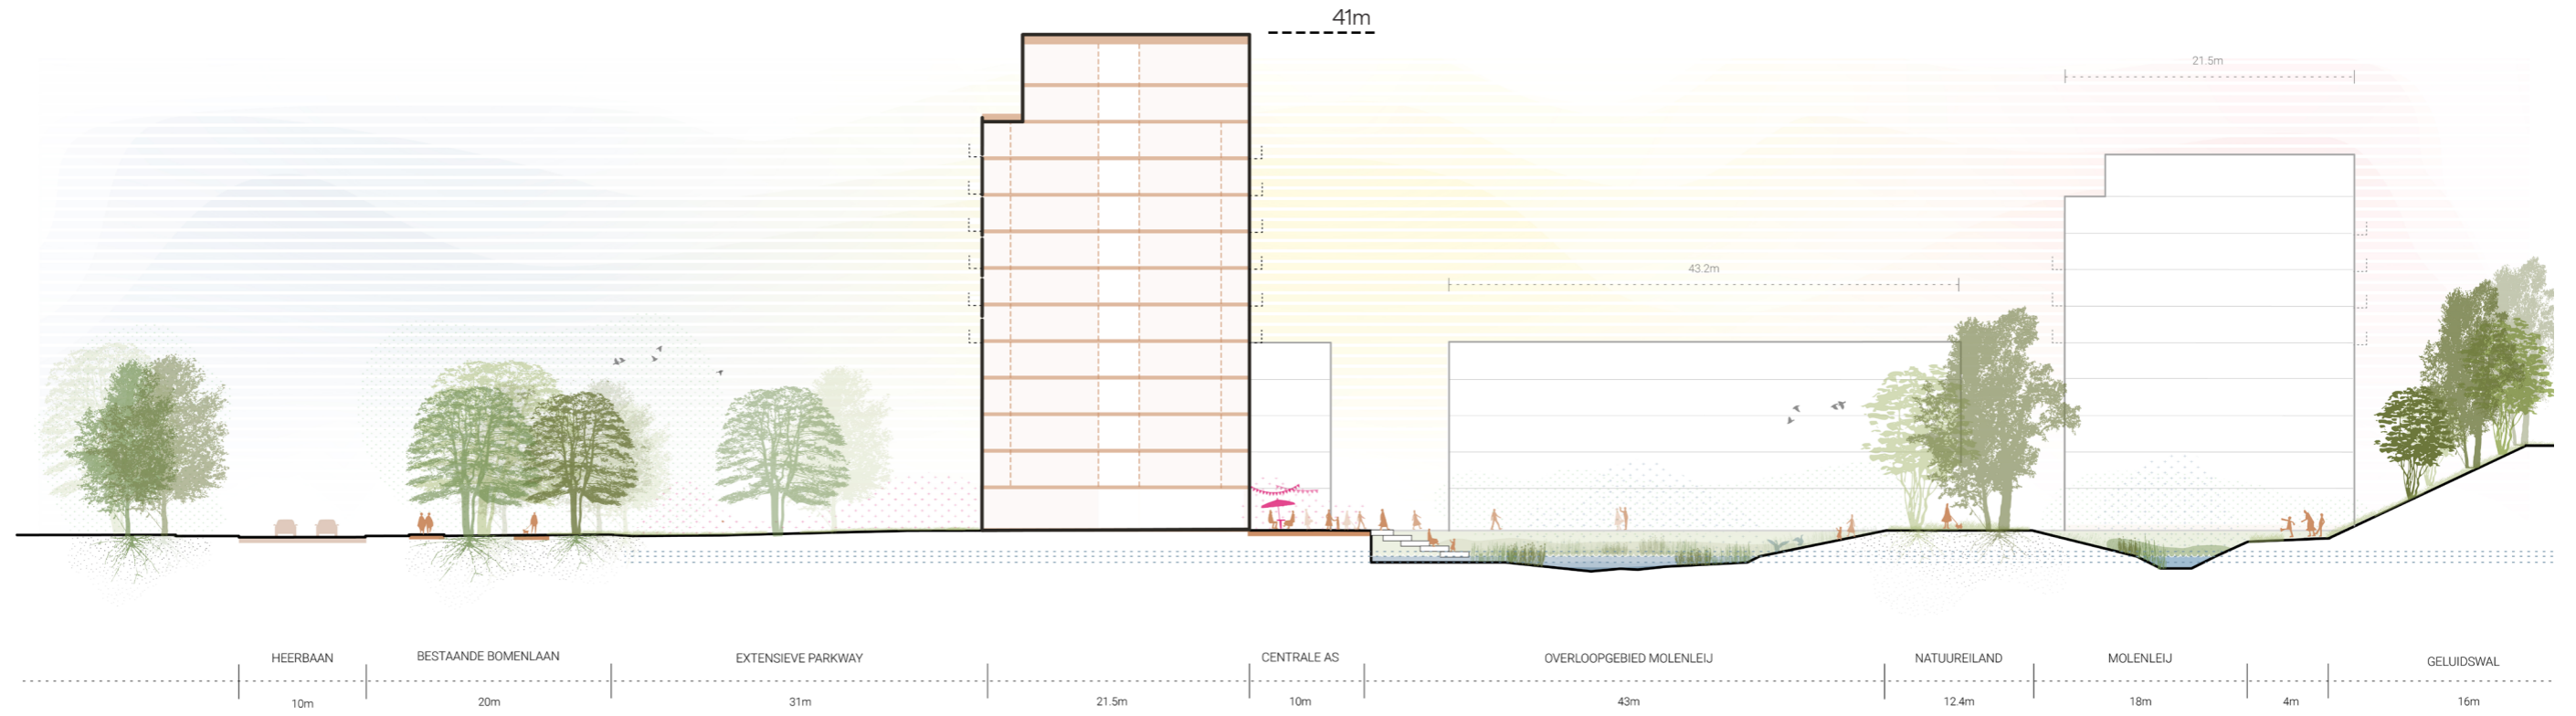 41m
21.5m
43.2m
HEERBAAN
BESTAANDE BOMENLAAN
EXTENSIEVE PARKWAY
CENTRALE AS
OVERLOOPGEBIED MOLENLEIJ
NATUUREILAND
MOLENLEIJ
GELUIDSWAL
10m
20m
31m
21.5m
10m
43m
12.4m
18m
4m
16m